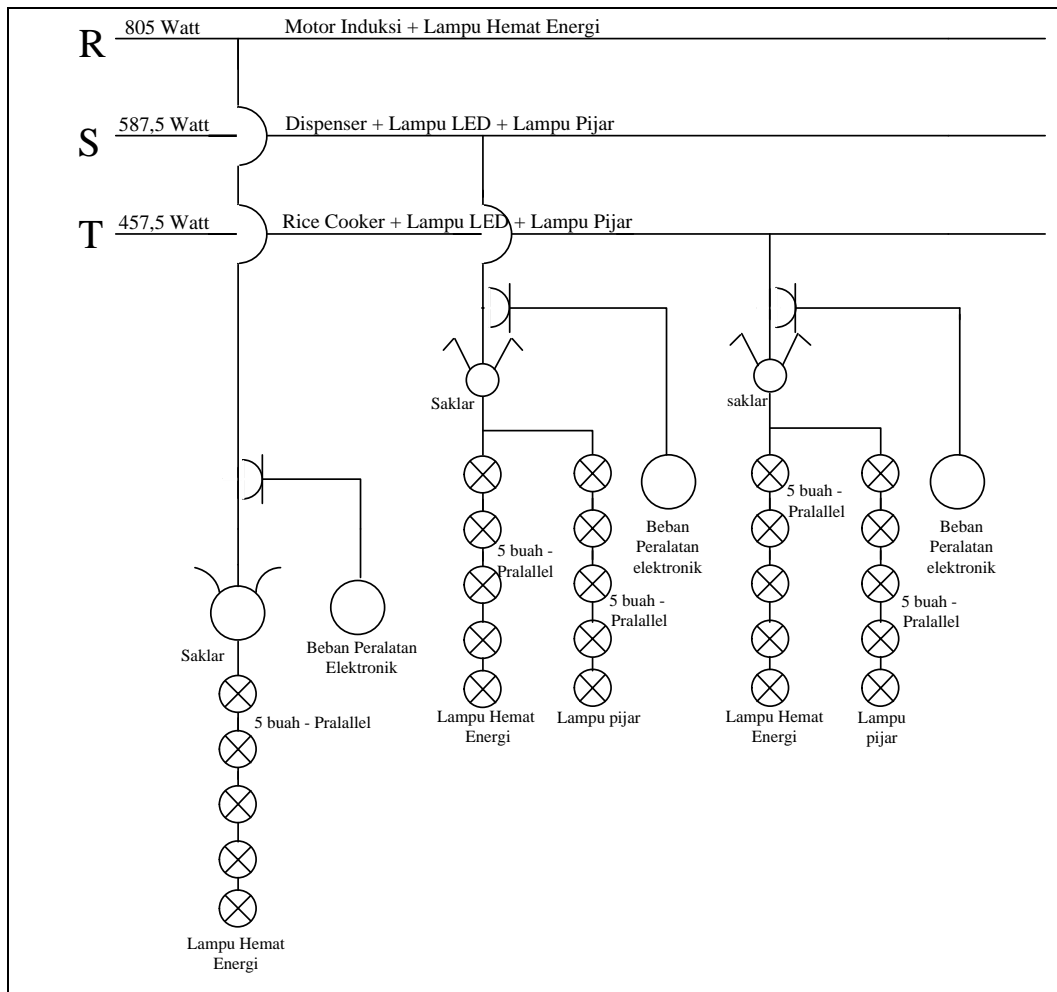 R
805 Watt
Motor Induksi + Lampu Hemat Energi
S
587,5 Watt
Dispenser + Lampu LED + Lampu Pijar
T
457,5 Watt
Rice Cooker + Lampu LED + Lampu Pijar
Saklar
5 buah -
Pralallel
5 buah -
Pralallel
Beban
Peralatan
elektronik
Lampu Hemat
Energi
Lampu pijar
saklar
5 buah -
Pralallel
5 buah -
Pralallel
Beban
Peralatan
elektronik
Lampu Hemat
Energi
Lampu
pijar
Saklar
Beban Peralatan
Elektronik
5 buah - Pralallel
Lampu Hemat
Energi